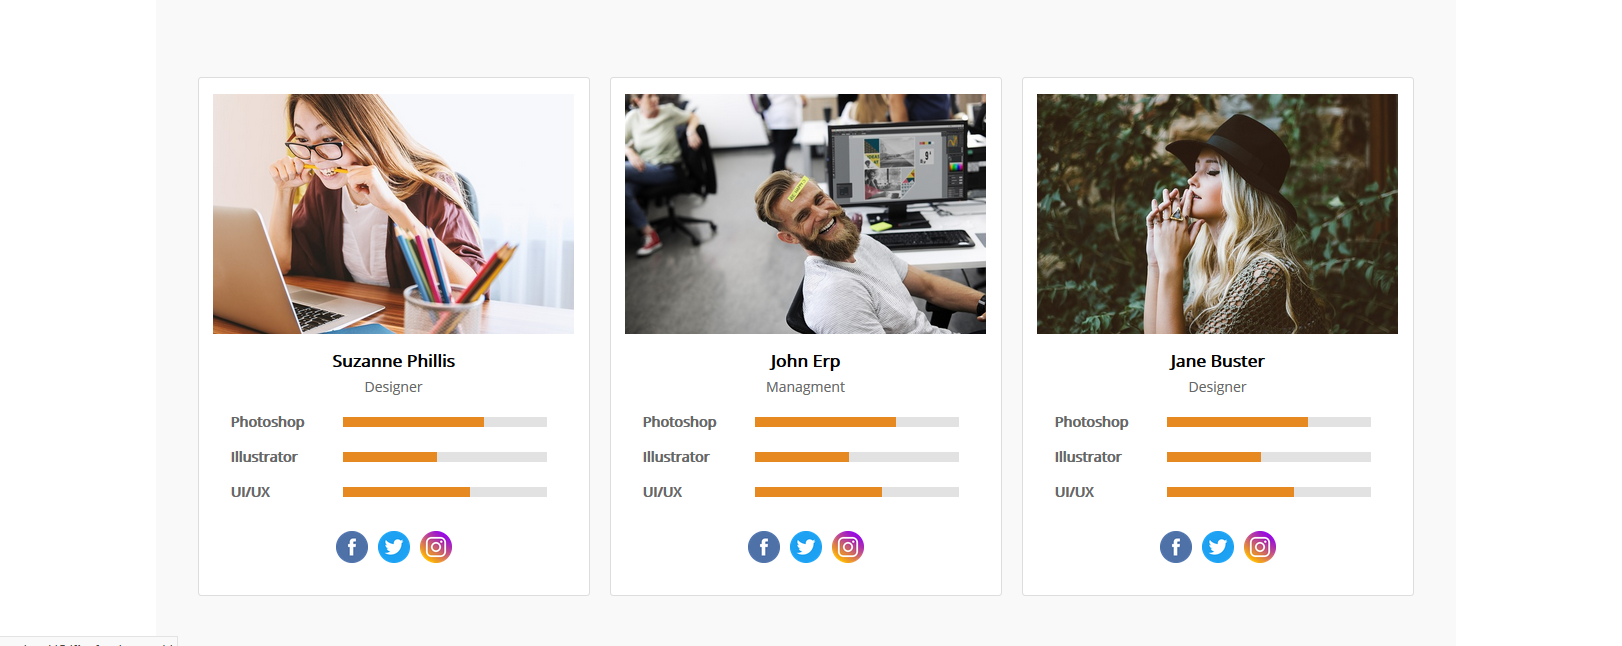 Suzanne Phillis
Designer
Photoshop
Illustrator
UI/UX
John Erp
Managment
Photoshop
Illustrator
UI/UX
Jane Buster
Designer
Photoshop
Illustrator
UI/UX